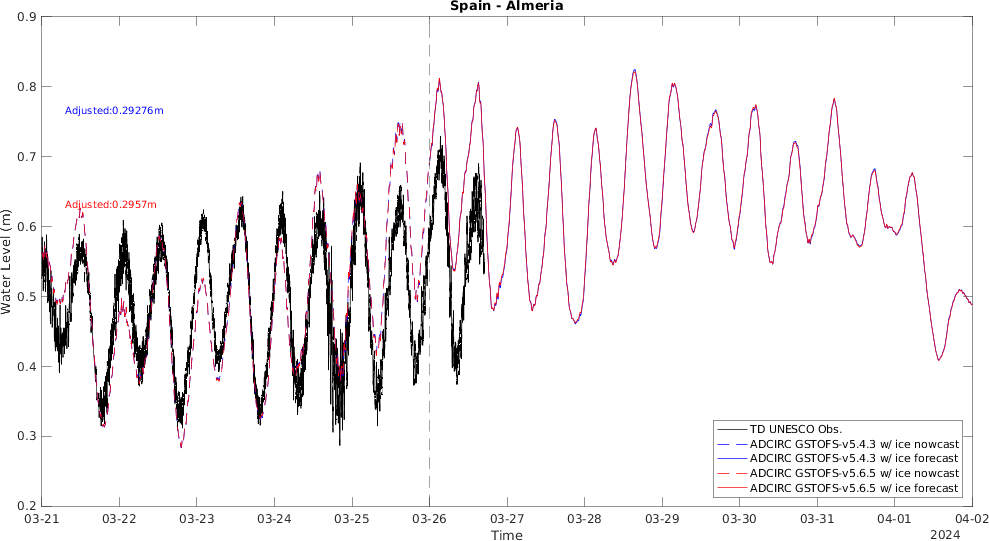 Spain - Almeria
0.9
0.8
0.7
0.6
0.5
0.4
0.3
0.2
Water Level (m)
Adjusted:0.29276m
Adjusted:0.2957m
TD UNESCO Obs.
ADCIRC GSTOFS-v5.4.3 w/ ice nowcast
ADCIRC GSTOFS-v5.4.3 w/ ice forecast
ADCIRC GSTOFS-v5.6.5 w/ ice nowcast
ADCIRC GSTOFS-v5.6.5 w/ ice forecast
03-21 03-22 03-23 03-24 03-25 03-26 03-27 03-28 03-29 03-30 03-31 04-01 04-02
Time
2024